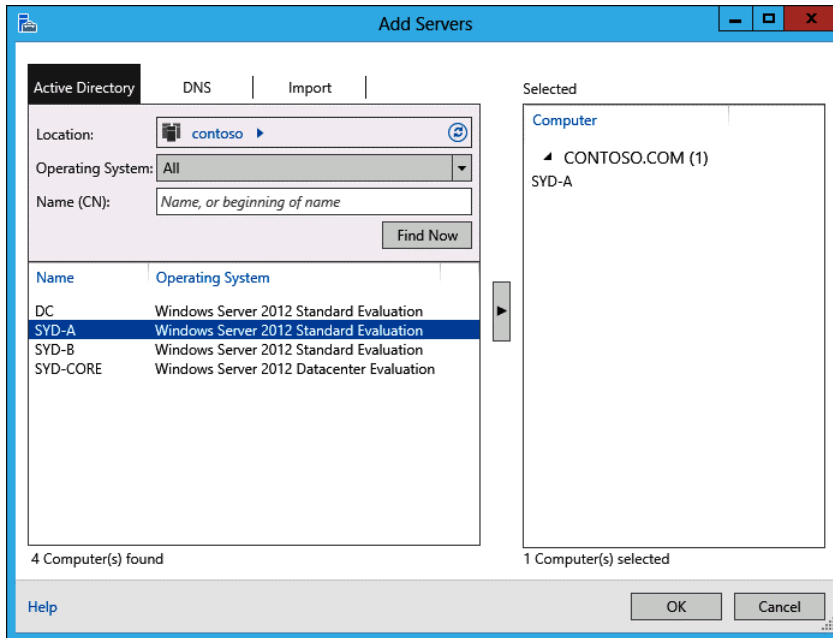 Add Servers
Active Directory DNS Import
Location: contoso
Operating System: All
Name (CN): Name, or beginning of name
Find Now
Name Operating System
DC Windows Server 2012 Standard Evaluation
SYD-A Windows Server 2012 Standard Evaluation
SYD-B Windows Server 2012 Standard Evaluation
SYD-CORE Windows Server 2012 Datacenter Evaluation
4 Computer(s) found
Selected
Computer
CONTOSO.COM (1)
SYD-A
1 Computer(s) selected
Help OK Cancel